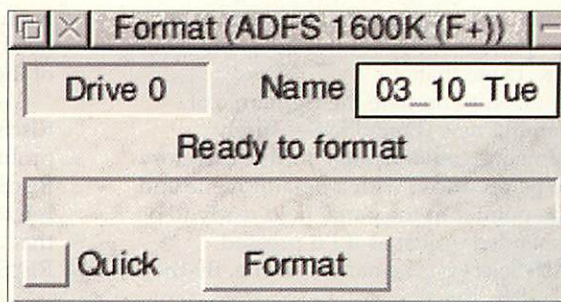 Format (ADFS 1600K (F+))
Drive 0 Name 03_10_Tue
Ready to format
Quick Format